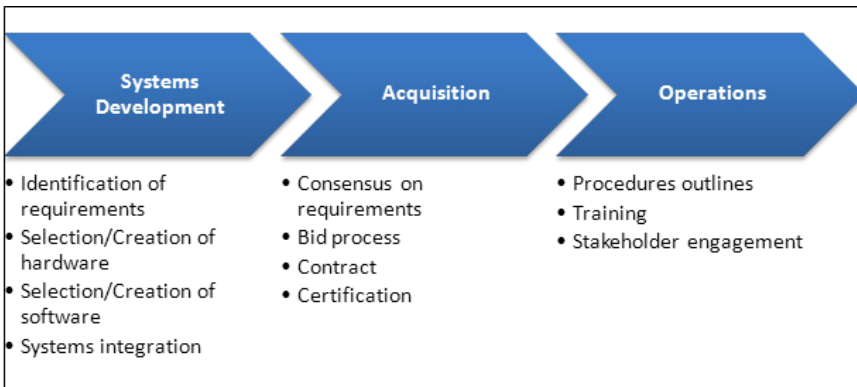 Systems
Development
Acquisition
Operations
• Identification of
requirements
• Selection/Creation of
hardware
• Selection/Creation of
software
• Systems integration
• Consensus on
requirements
• Bid process
• Contract
• Certification
• Procedures outlines
• Training
• Stakeholder engagement